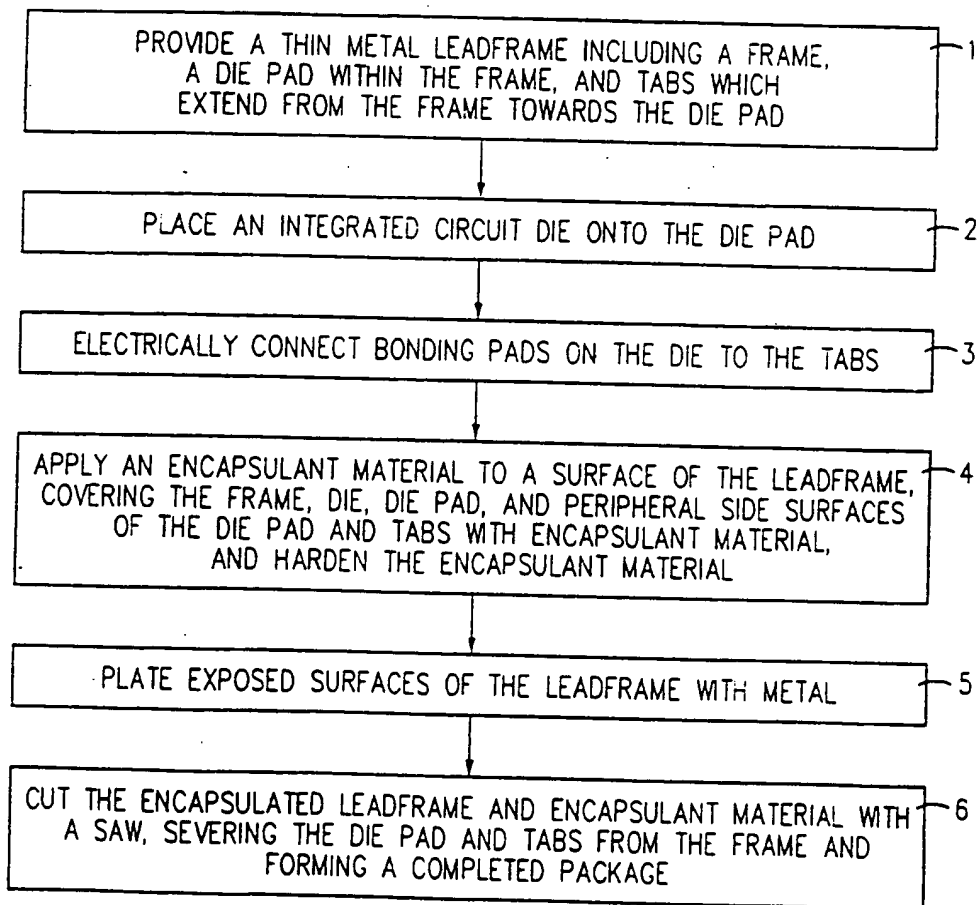 PROVIDE A THIN METAL LEADFRAME INCLUDING A FRAME,
A DIE PAD WITHIN THE FRAME, AND TABS WHICH
EXTEND FROM THE FRAME TOWARDS THE DIE PAD
1
PLACE AN INTEGRATED CIRCUIT DIE ONTO THE DIE PAD
2
ELECTRICALLY CONNECT BONDING PADS ON THE DIE TO THE TABS
3
APPLY AN ENCAPSULANT MATERIAL TO A SURFACE OF THE LEADFRAME,
COVERING THE FRAME, DIE, DIE PAD, AND PERIPHERAL SIDE SURFACES
OF THE DIE PAD AND TABS WITH ENCAPSULANT MATERIAL,
AND HARDEN THE ENCAPSULANT MATERIAL
4
PLATE EXPOSED SURFACES OF THE LEADFRAME WITH METAL
5
CUT THE ENCAPSULATED LEADFRAME AND ENCAPSULANT MATERIAL WITH
A SAW, SEVERING THE DIE PAD AND TABS FROM THE FRAME AND
FORMING A COMPLETED PACKAGE
6